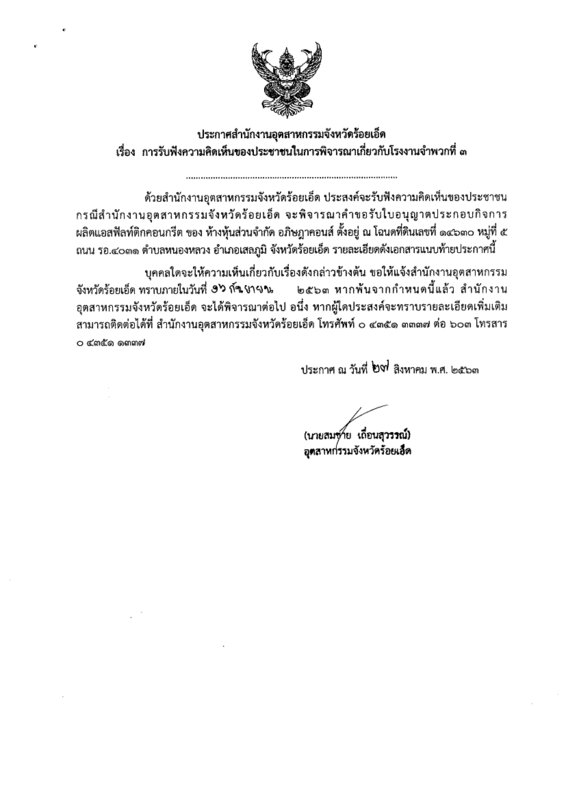 ประกาศสำนักงานอุตสาหกรรมจังหวัดร้อยเอ็ด
เรื่อง การรับฟังความคิดเห็นของประชาชนในการพิจารณาเกี่ยวกับโรงงานจำพวกที่ ๓
ด้วยสำนักงานอุตสาหกรรมจังหวัดร้อยเอ็ด ประสงค์จะรับฟังความคิดเห็นของประชาชน
กรณีสำนักงานอุตสาหกรรมจังหวัดร้อยเอ็ด จะพิจารณาคำขอรับใบอนุญาตประกอบกิจการ
ผลิตแอสฟัลท์ติกคอนกรีต ของ ห้างหุ้นส่วนจำกัด อภิษฎาคอนส์ ตั้งอยู่ ณ โฉนดที่ดินเลขที่ ๑๔๖๓๐ หมู่ที่ ๕
ถนน รอ.๔๐๓๑ ตำบลหนองหลวง อำเภอเสลภูมิ จังหวัดร้อยเอ็ด รายละเอียดดังเอกสารแนบท้ายประกาศนี้
บุคคลใดจะให้ความเห็นเกี่ยวกับเรื่องดังกล่าวข้างต้น ขอให้แจ้งสำนักงานอุตสาหกรรม
จังหวัดร้อยเอ็ด ทราบภายในวันที่ กันยายน ๒๕๖๓ หากพ้นจากกำหนดนี้แล้ว สำนักงาน
อุตสาหกรรมจังหวัดร้อยเอ็ด จะได้พิจารณาต่อไป อนึ่ง หากผู้ใดประสงค์จะทราบรายละเอียดเพิ่มเติม
สามารถติดต่อได้ที่ สำนักงานอุตสาหกรรมจังหวัดร้อยเอ็ด โทรศัพท์ ๐ ๔๓๕๑ ๓๓๓๗ ต่อ ๖๐๓ โทรสาร
๐ ๔๓๕๑ ๑๓๓๗
ประกาศ ณ วันที่ ๒๗ สิงหาคม พ.ศ. ๒๕๖๓
(นายสมชาย เถื่อนสุวรรณ์)
อุตสาหกรรมจังหวัดร้อยเอ็ด